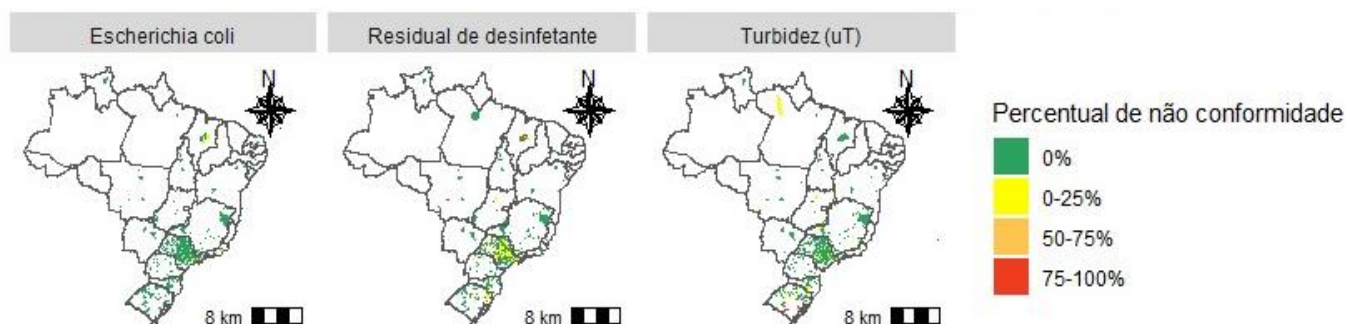 Escherichia coli
Residual de desinfetante
Turbidez (uT)
N
N
N
8 km
8 km
8 km
Percentual de não conformidade
0%
0-25%
50-75%
75-100%